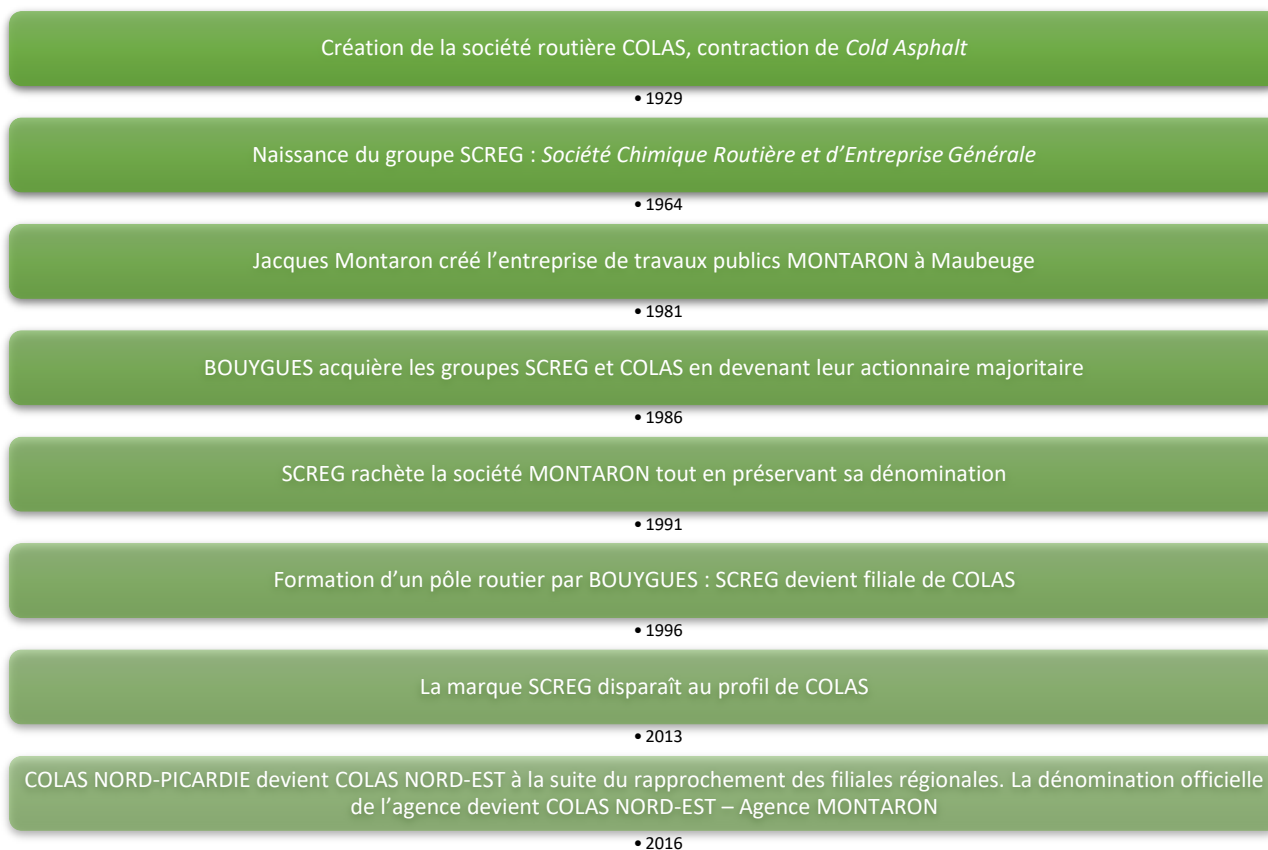 Création de la société routière COLAS, contraction de Cold Asphalt
• 1929
Naissance du groupe SCREG : Société Chimique Routière et d’Entreprise Générale
• 1964
Jacques Montaron créé l’entreprise de travaux publics MONTARON à Maubeuge
• 1981
BOUYGUES acquière les groupes SCREG et COLAS en devenant leur actionnaire majoritaire
• 1986
SCREG rachète la société MONTARON tout en préservant sa dénomination
• 1991
Formation d’un pôle routier par BOUYGUES : SCREG devient filiale de COLAS
• 1996
La marque SCREG disparaît au profil de COLAS
• 2013
COLAS NORD-PICARDIE devient COLAS NORD-EST à la suite du rapprochement des filiales régionales. La dénomination officielle
de l’agence devient COLAS NORD-EST – Agence MONTARON
• 2016